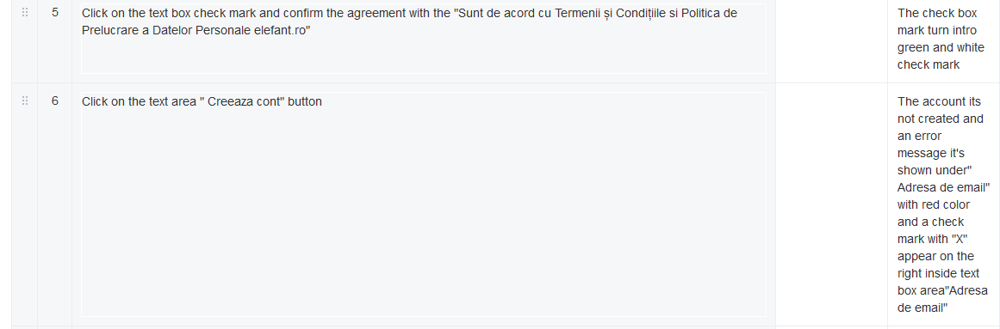 5
Click on the text box check mark and confirm the agreement with the "Sunt de acord cu Termenii și Condițiile si Politica de
Prelucrare a Datelor Personale elefant.ro"
The check box
mark turn intro
green and white
check mark
6
Click on the text area " Creeaza cont" button
The account its
not created and
an error
message it's
shown under"
Adresa de email"
with red color
and a check
mark with "X"
appear on the
right inside text
box area"Adresa
de email"